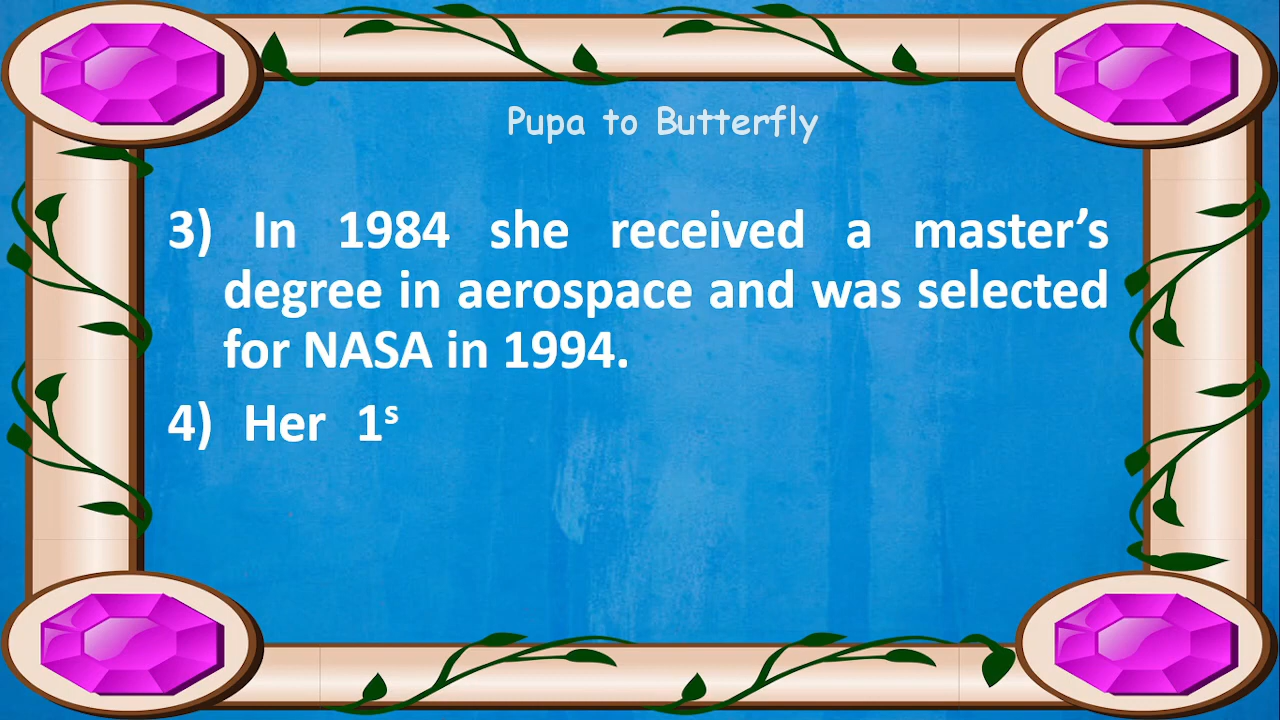 Pupa to Butterfly
3) In 1984 she received a master’s
degree in aerospace and was selected
for NASA in 1994.
4) Her 1s